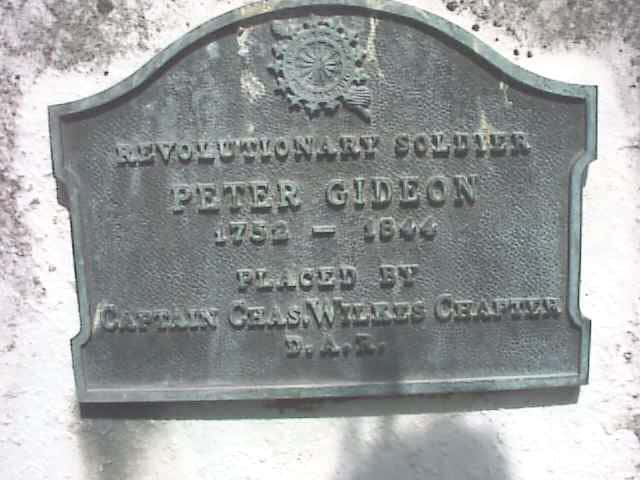 REVOLUTIONARY SOLDIER
PETER GIDEON
1752 – 1844
PLACED BY
CAPTAIN CHAS. WILKES CHAPTER
D. A. R.